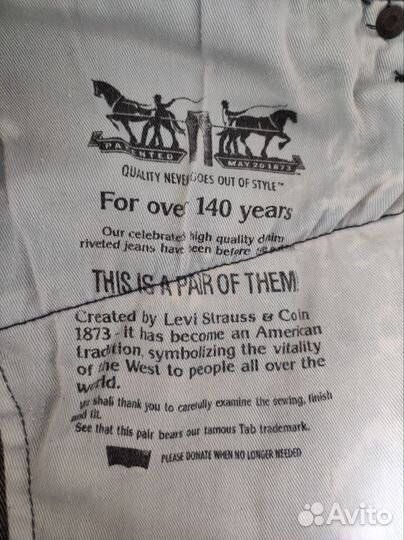 PATENTED MAY 20 1873
QUALITY NEVER GOES OUT OF STYLE™
For over 140 years
Our celebrated high quality denim
riveted jeans have been before
THIS IS A PAIR OF THEM!
Created by Levi Strauss & Co in
1873 - It has become an American
tradition, symbolizing the vitality
of the West to people all over the
world.
We shall thank you to carefully examine the sewing, finish
and fit.
See that this pair bears our famous Tab trademark.
PLEASE DONATE WHEN NO LONGER NEEDED
Avito